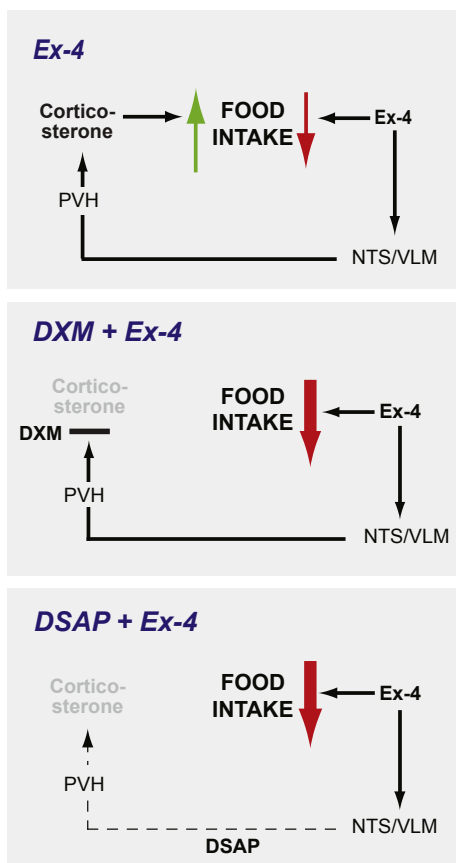 Ex-4
Cortico-
sterone
FOOD
INTAKE
Ex-4
PVH
NTS/VLM
DXM + Ex-4
Cortico-
sterone
DXM
FOOD
INTAKE
Ex-4
PVH
NTS/VLM
DSAP + Ex-4
Cortico-
sterone
FOOD
INTAKE
Ex-4
PVH
NTS/VLM
DSAP